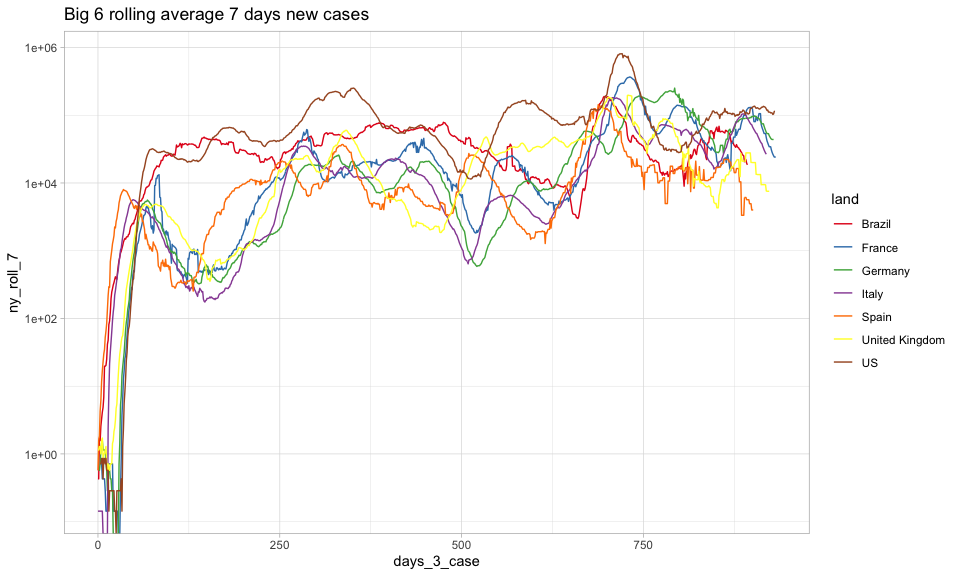 Big 6 rolling average 7 days new cases
1e+06
1e+04
1e+02
1e+00
ny_roll_7
0
250
500
750
days_3_case
land
Brazil
France
Germany
Italy
Spain
United Kingdom
US